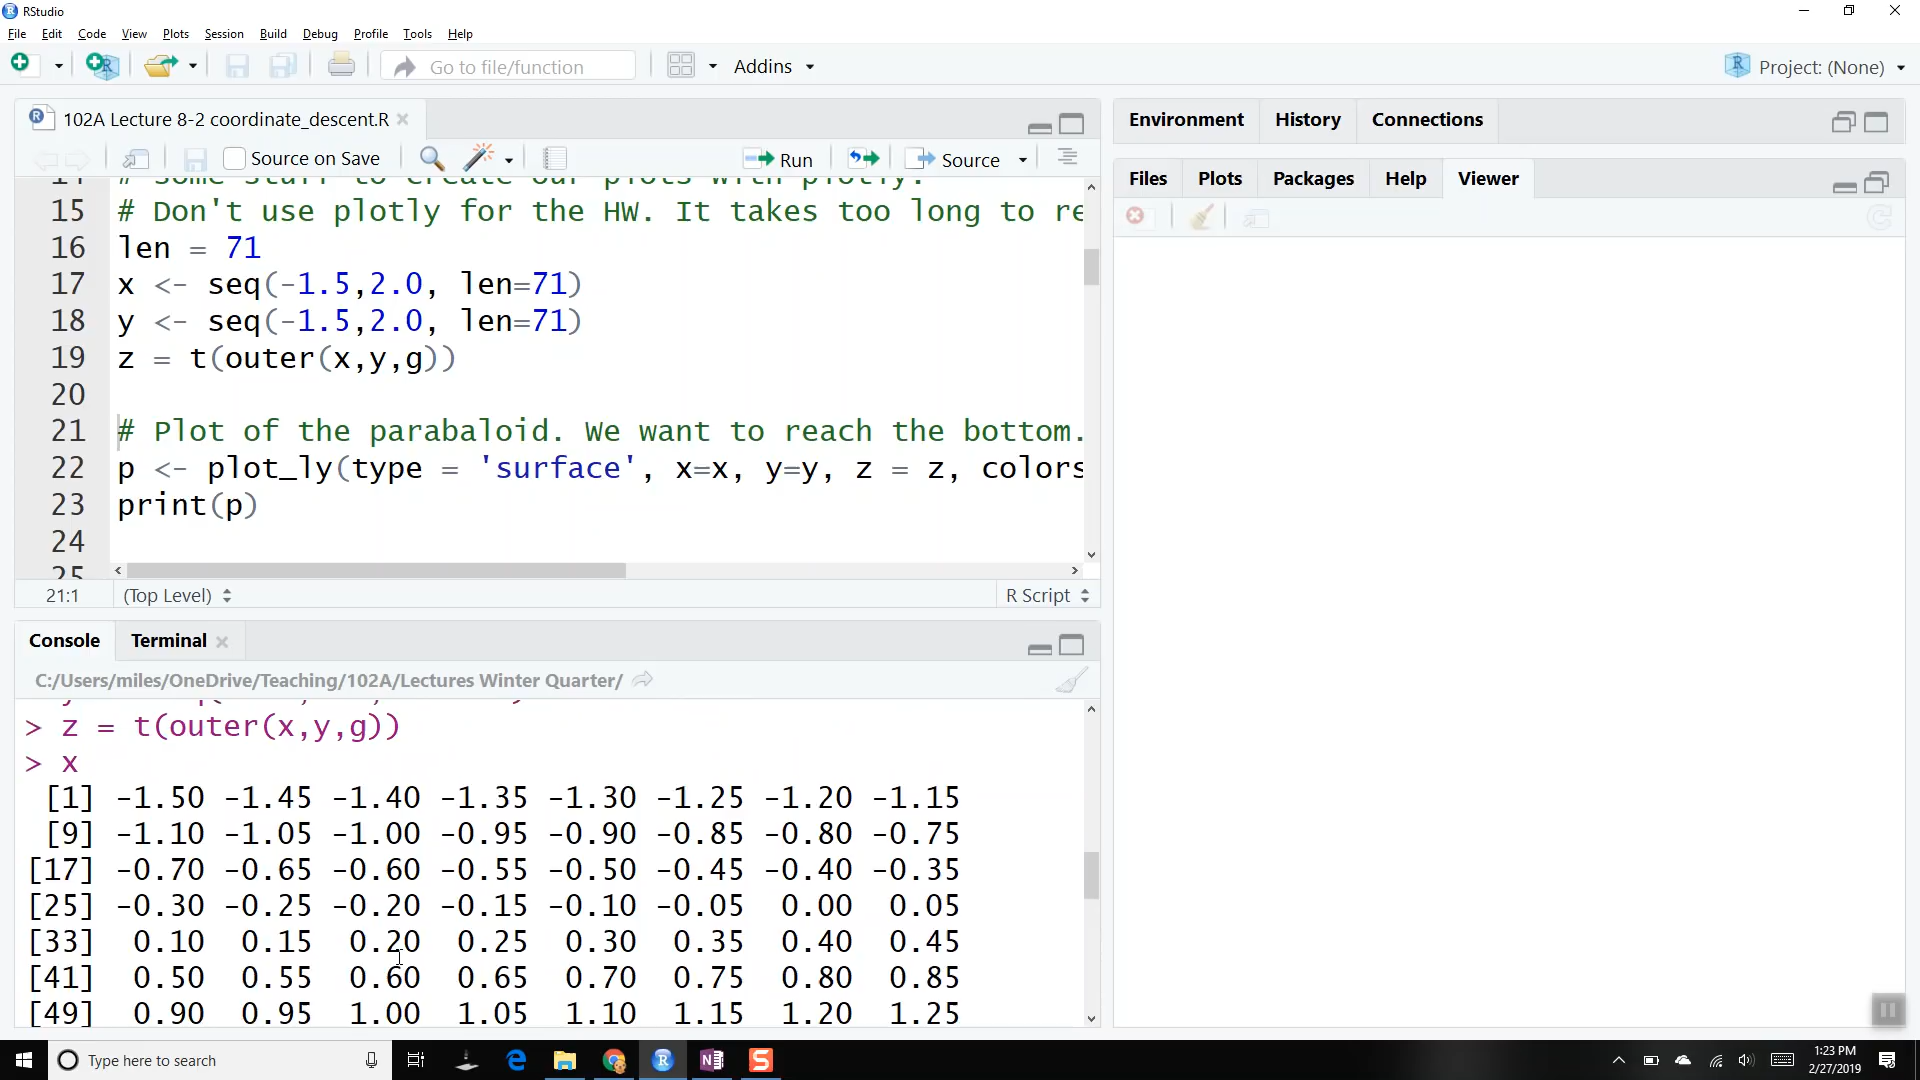 RStudio
File Edit Code View Plots Session Build Debug Profile Tools Help
Go to file/function
Addins
Project: (None)
102A Lecture 8-2 coordinate_descent.R
Source on Save
Run
Source
14 # Some stuff to create our plots with plotly.
15 # Don't use plotly for the HW. It takes too long to re
16 len = 71
17 x <- seq(-1.5,2.0, len=71)
18 y <- seq(-1.5,2.0, len=71)
19 z = t(outer(x,y,g))
20
21 # Plot of the parabaloid. We want to reach the bottom.
22 p <- plot_ly(type = 'surface', x=x, y=y, z = z, colors
23 print(p)
24
25
21:1 (Top Level) R Script
Console Terminal
C:/Users/miles/OneDrive/Teaching/102A/Lectures Winter Quarter/
> z = t(outer(x,y,g))
> x
[1] -1.50 -1.45 -1.40 -1.35 -1.30 -1.25 -1.20 -1.15
[9] -1.10 -1.05 -1.00 -0.95 -0.90 -0.85 -0.80 -0.75
[17] -0.70 -0.65 -0.60 -0.55 -0.50 -0.45 -0.40 -0.35
[25] -0.30 -0.25 -0.20 -0.15 -0.10 -0.05 0.00 0.05
[33] 0.10 0.15 0.20 0.25 0.30 0.35 0.40 0.45
[41] 0.50 0.55 0.60 0.65 0.70 0.75 0.80 0.85
[49] 0.90 0.95 1.00 1.05 1.10 1.15 1.20 1.25
Environment History Connections
Files Plots Packages Help Viewer
Type here to search
1:23 PM
2/27/2019